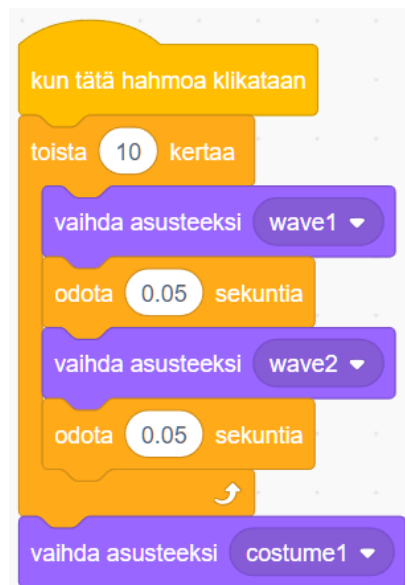 kun tätä hahmoa klikataan
toista 10 kertaa
vaihda asusteeksi wave1
odota 0.05 sekuntia
vaihda asusteeksi wave2
odota 0.05 sekuntia
vaihda asusteeksi costume1